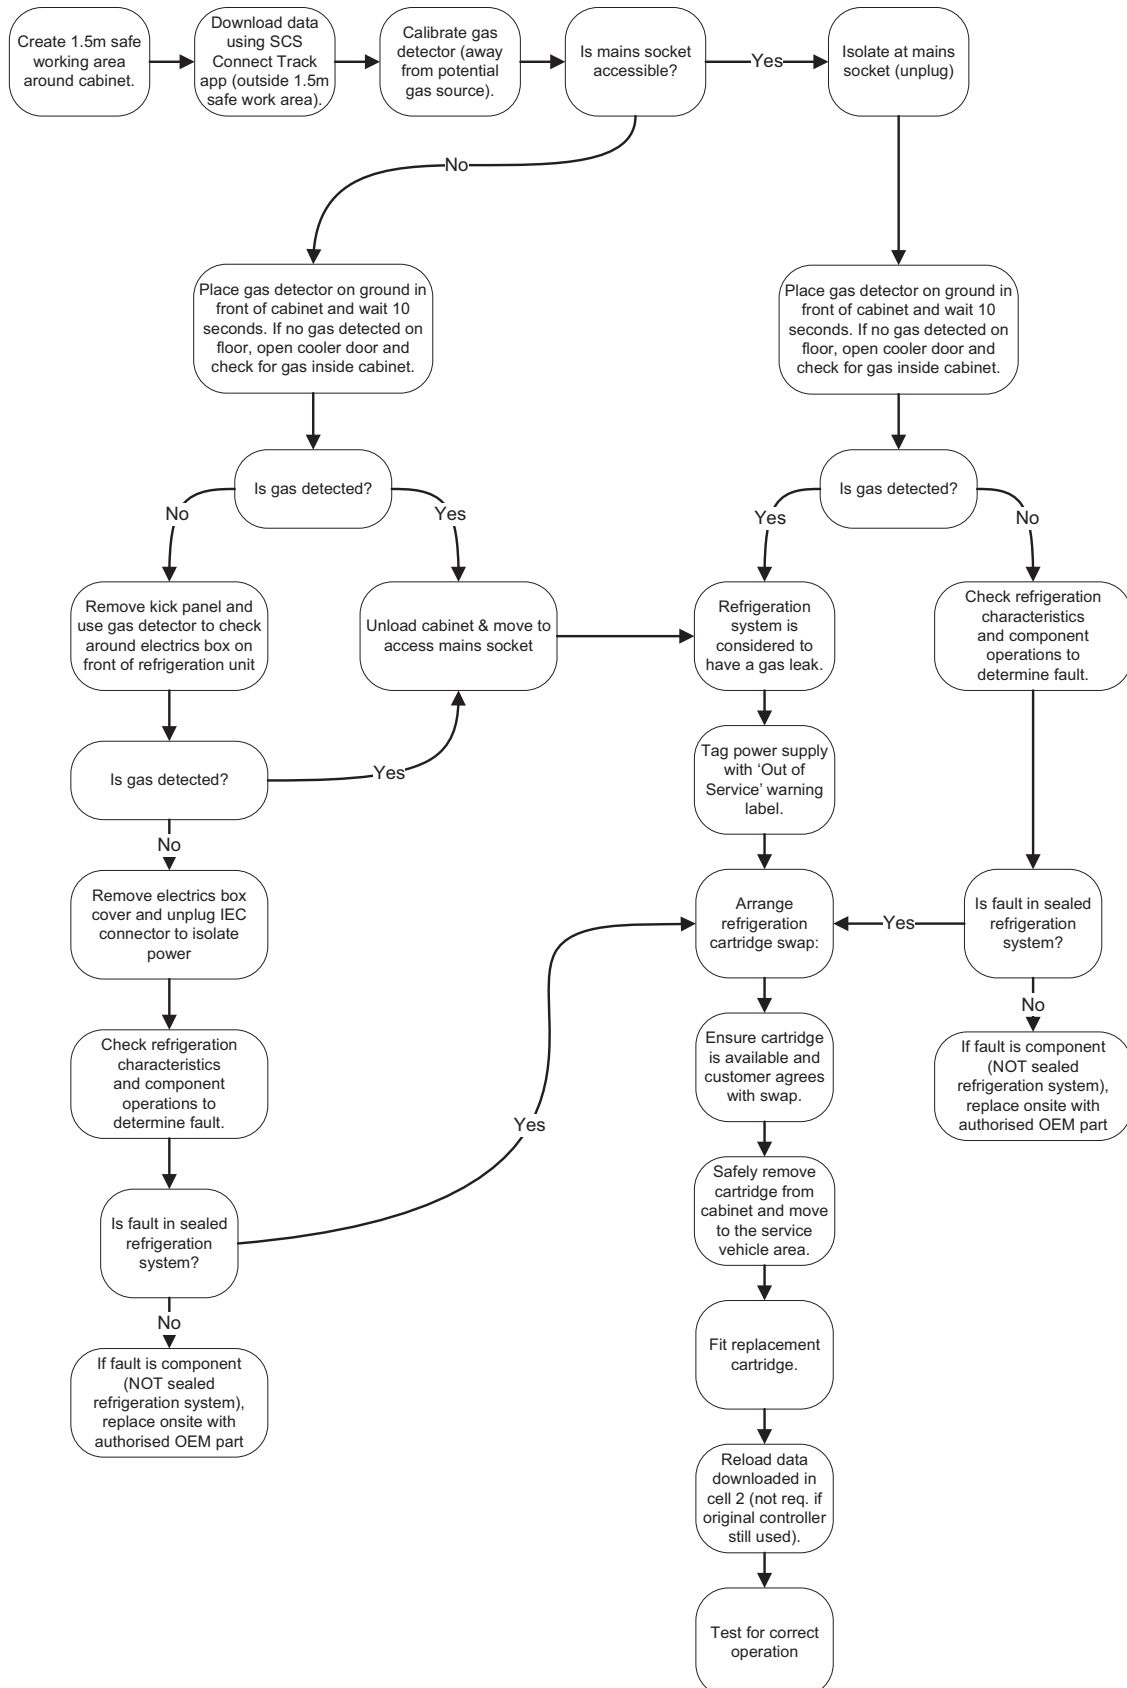 Create 1.5m safe
working area
around cabinet.
Download data
using SCS
Connect Track
app (outside 1.5m
safe work area).
Calibrate gas
detector (away
from potential
gas source).
Is mains socket
accessible?
Yes
Isolate at mains
socket (unplug)
No
Place gas detector on ground in
front of cabinet and wait 10
seconds. If no gas detected on
floor, open cooler door and
check for gas inside cabinet.
Place gas detector on ground in
front of cabinet and wait 10
seconds. If no gas detected on
floor, open cooler door and
check for gas inside cabinet.
Is gas detected?
Is gas detected?
No
Yes
Yes
No
Remove kick panel and
use gas detector to check
around electrics box on
front of refrigeration unit
Unload cabinet & move to
access mains socket
Refrigeration
system is
considered to
have a gas leak.
Check refrigeration
characteristics
and component
operations to
determine fault.
Is gas detected?
Yes
Tag power supply
with ‘Out of
Service’ warning
label.
No
Remove electrics box
cover and unplug IEC
connector to isolate
power
Arrange
refrigeration
cartridge swap:
Yes
Is fault in sealed
refrigeration
system?
No
Check refrigeration
characteristics
and component
operations to
determine fault.
Ensure cartridge
is available and
customer agrees
with swap.
If fault is component
(NOT sealed
refrigeration system),
replace onsite with
authorised OEM part
Yes
Is fault in sealed
refrigeration
system?
Safely remove
cartridge from
cabinet and move
to the service
vehicle area.
No
If fault is component
(NOT sealed
refrigeration system),
replace onsite with
authorised OEM part
Fit replacement
cartridge.
Reload data
downloaded in
cell 2 (not req. if
original controller
still used).
Test for correct
operation